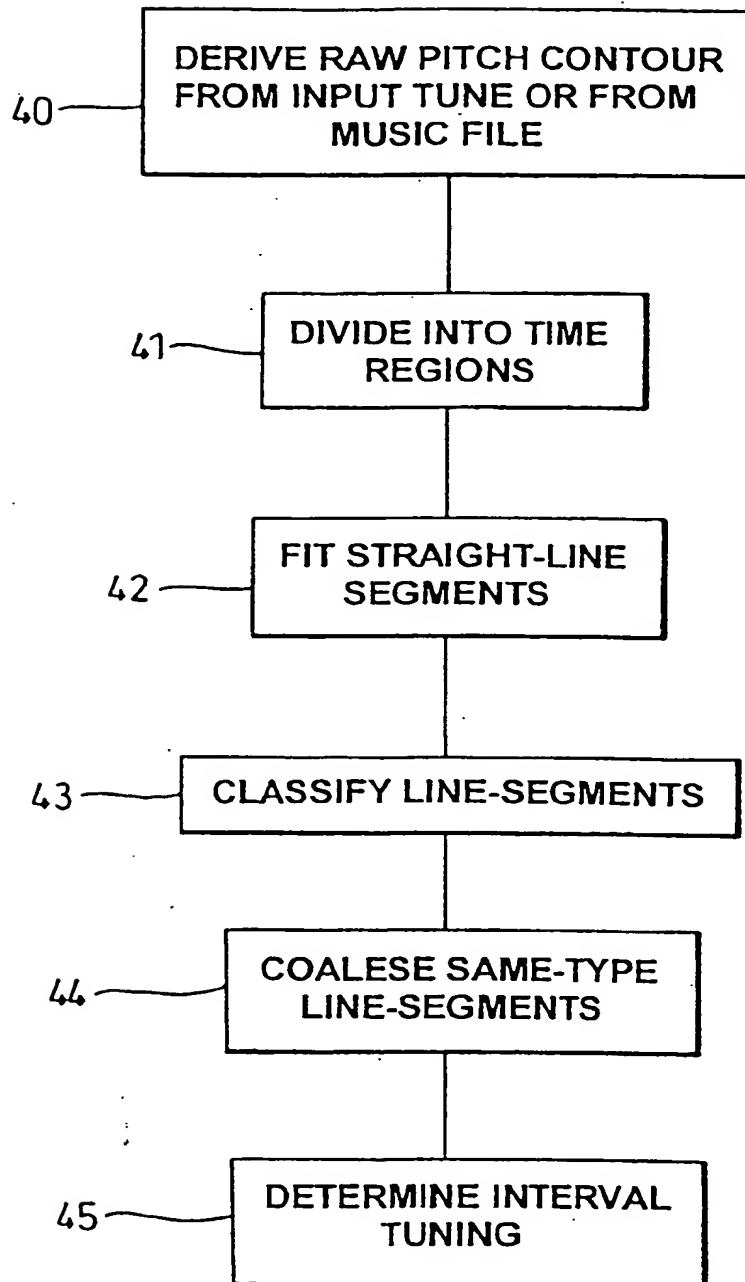 DERIVE RAW PITCH CONTOUR
FROM INPUT TUNE OR FROM
MUSIC FILE
40
DIVIDE INTO TIME
REGIONS
41
FIT STRAIGHT-LINE
SEGMENTS
42
CLASSIFY LINE-SEGMENTS
43
COALESE SAME-TYPE
LINE-SEGMENTS
44
DETERMINE INTERVAL
TUNING
45